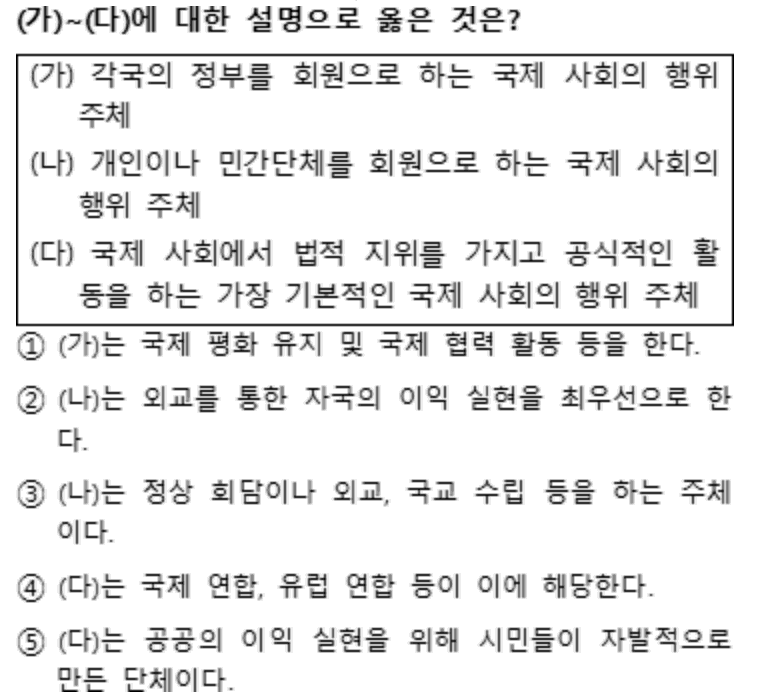 (가)~(다)에 대한 설명으로 옳은 것은?
(가) 각국의 정부를 회원으로 하는 국제 사회의 행위
주체
(나) 개인이나 민간단체를 회원으로 하는 국제 사회의
행위 주체
(다) 국제 사회에서 법적 지위를 가지고 공식적인 활
동을 하는 가장 기본적인 국제 사회의 행위 주체
① (가)는 국제 평화 유지 및 국제 협력 활동 등을 한다.
② (나)는 외교를 통한 자국의 이익 실현을 최우선으로 한
다.
③ (나)는 정상 회담이나 외교, 국교 수립 등을 하는 주체
이다.
④ (다)는 국제 연합, 유럽 연합 등이 이에 해당한다.
⑤ (다)는 공공의 이익 실현을 위해 시민들이 자발적으로
만든 단체이다.